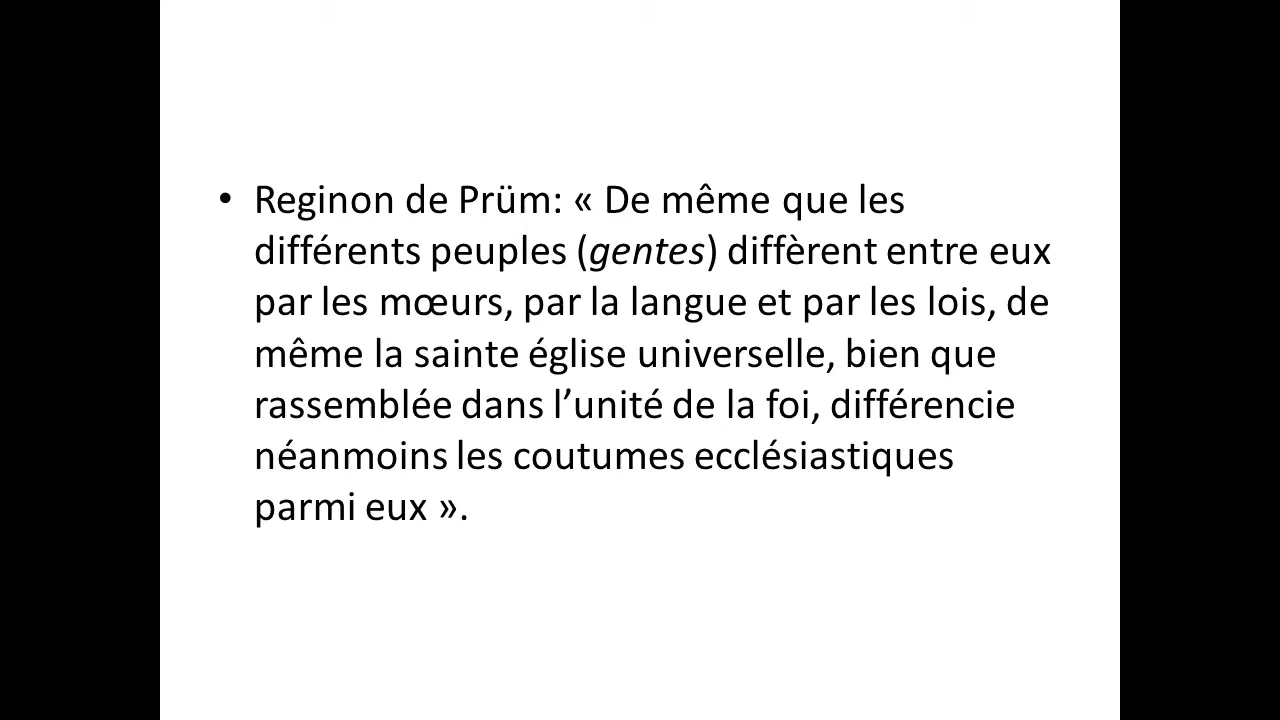 • Reginon de Prüm: « De même que les
différents peuples (gentes) diffèrent entre eux
par les mœurs, par la langue et par les lois, de
même la sainte église universelle, bien que
rassemblée dans l’unité de la foi, différencie
néanmoins les coutumes ecclésiastiques
parmi eux ».